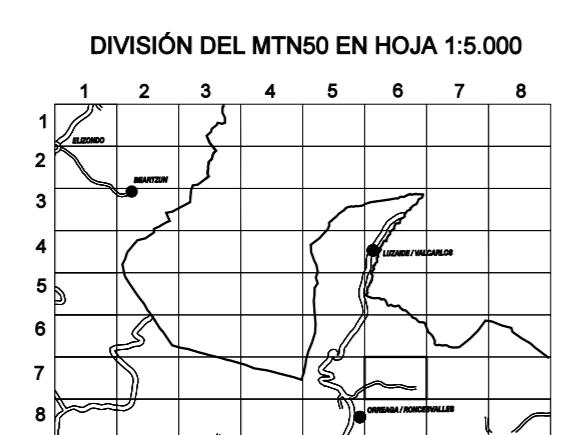 DIVISIÓN DEL MTN50 EN HOJA 1:5.000
1 2 3 4 5 6 7 8
1
ELIZONDO
2
BEARTZUN
3
4
LUZAIDE / VALCARLOS
5
6
7
ORREAGA / RONCESVALLES
8